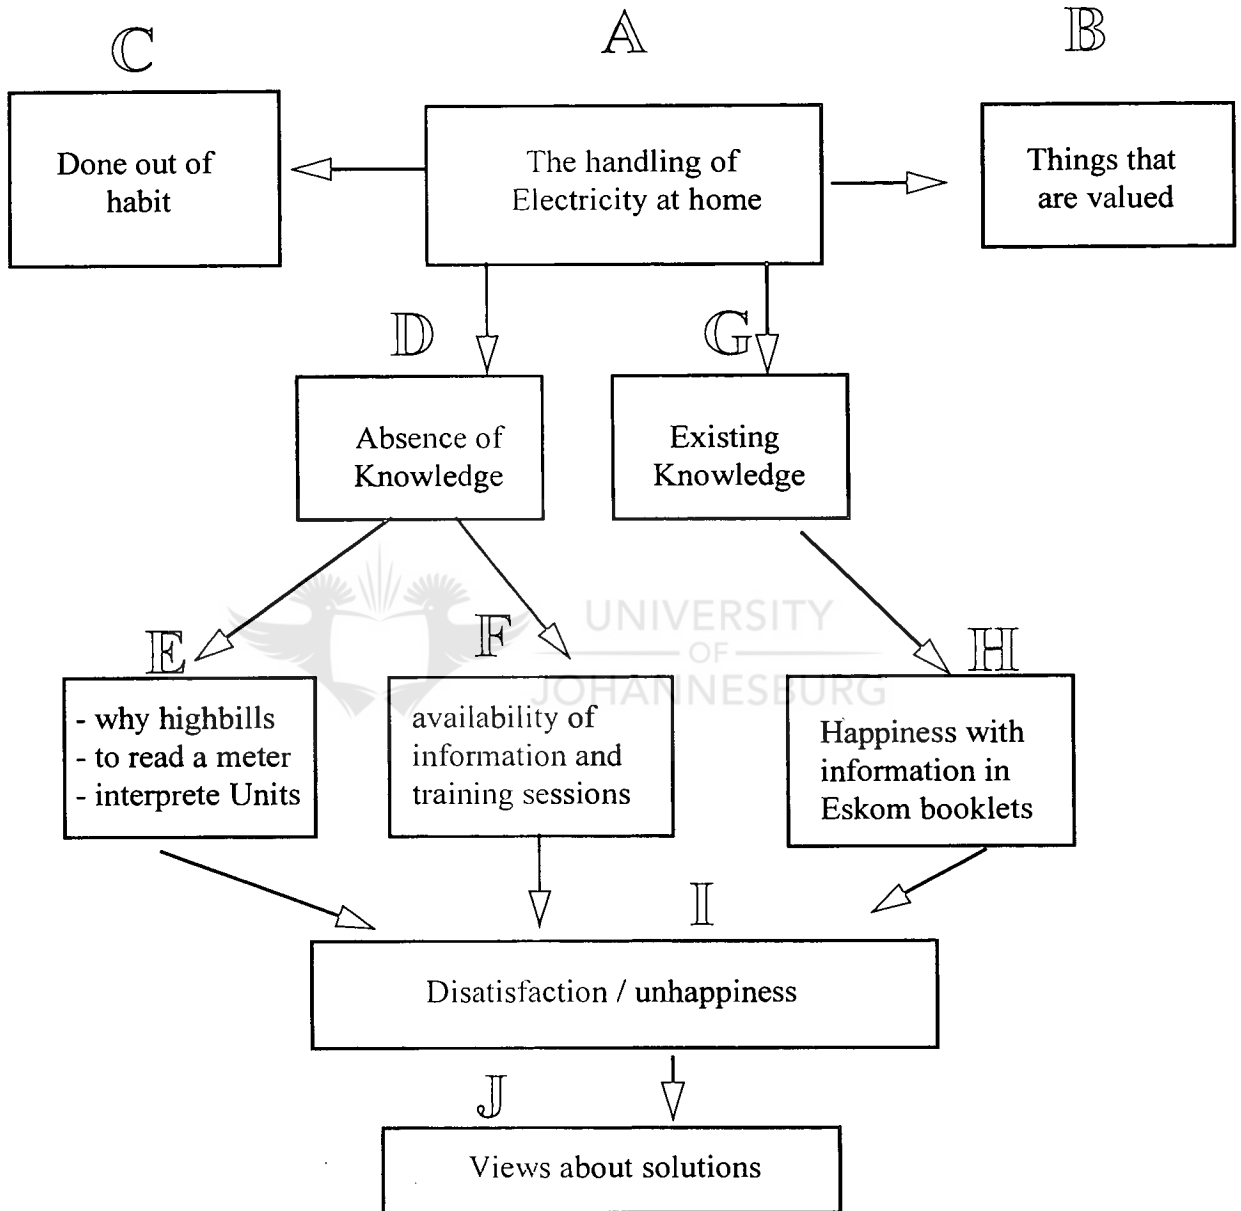 C
A
B
Done out of
habit
The handling of
Electricity at home
Things that
are valued
D
G
Absence of
Knowledge
Existing
Knowledge
UNIVERSITY
OF
JOHANNESBURG
E
F
H
- why highbills
- to read a meter
- interprete Units
availability of
information and
training sessions
Happiness with
information in
Eskom booklets
I
Disatisfaction / unhappiness
J
Views about solutions